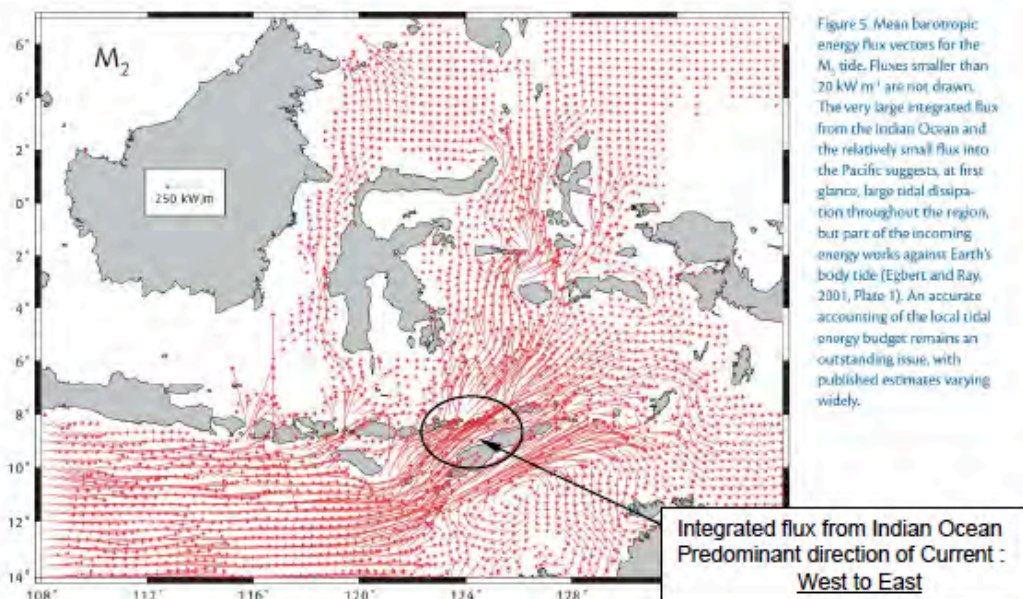 6°
4°
2°
0°
2°
4°
6°
8°
10°
12°
14°
M2
250 kW/m
108°
112°
116°
120°
124°
128°
Figure 5. Mean barotropic
energy flux vectors for the
M2 tide. Fluxes smaller than
20 kW m-1 are not drawn.
The very large integrated flux
from the Indian Ocean and
the relatively small flux into
the Pacific suggests, at first
glance, large tidal dissipa-
tion throughout the region,
but part of the incoming
energy works against Earth's
body tide (Egbert and Ray,
2001, Plate 1). An accurate
accounting of the local tidal
energy budget remains an
outstanding issue, with
published estimates varying
widely.
Integrated flux from Indian Ocean
Predominant direction of Current :
West to East